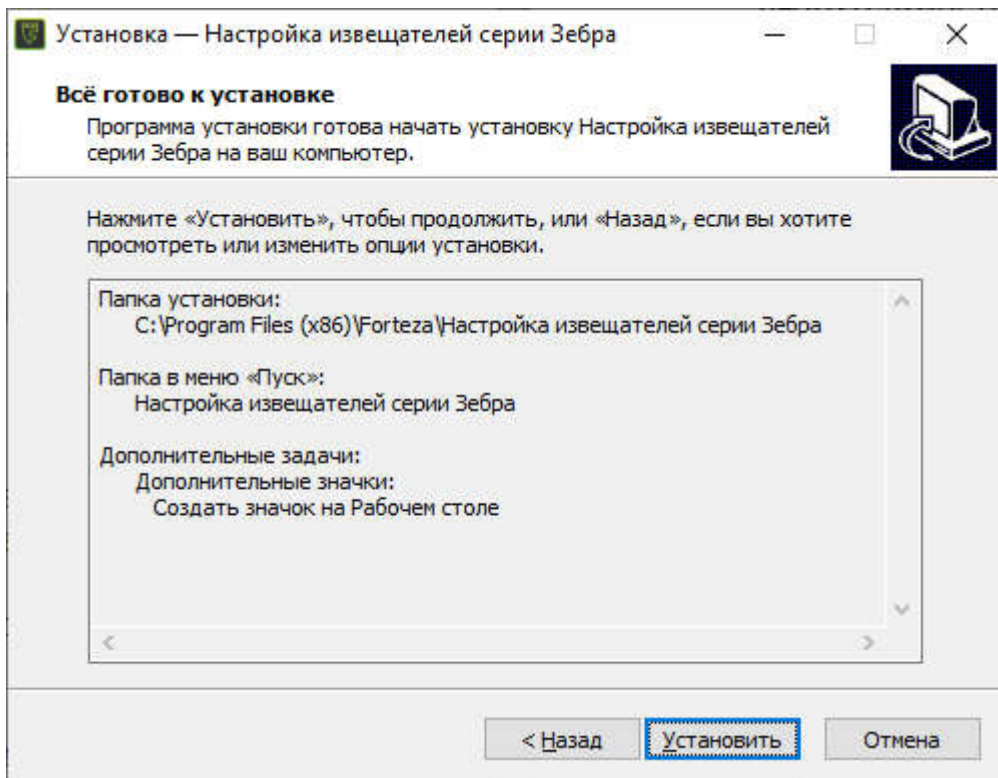 Установка — Настройка извещателей серии Зебра
Всё готово к установке
Программа установки готова начать установку Настройка извещателей
серии Зебра на ваш компьютер.
Нажмите «Установить», чтобы продолжить, или «Назад», если вы хотите
просмотреть или изменить опции установки.
Папка установки:
C:\Program Files (x86)\Forteza\Настройка извещателей серии Зебра
Папка в меню «Пуск»:
Настройка извещателей серии Зебра
Дополнительные задачи:
Дополнительные значки:
Создать значок на Рабочем столе
< Назад Установить Отмена